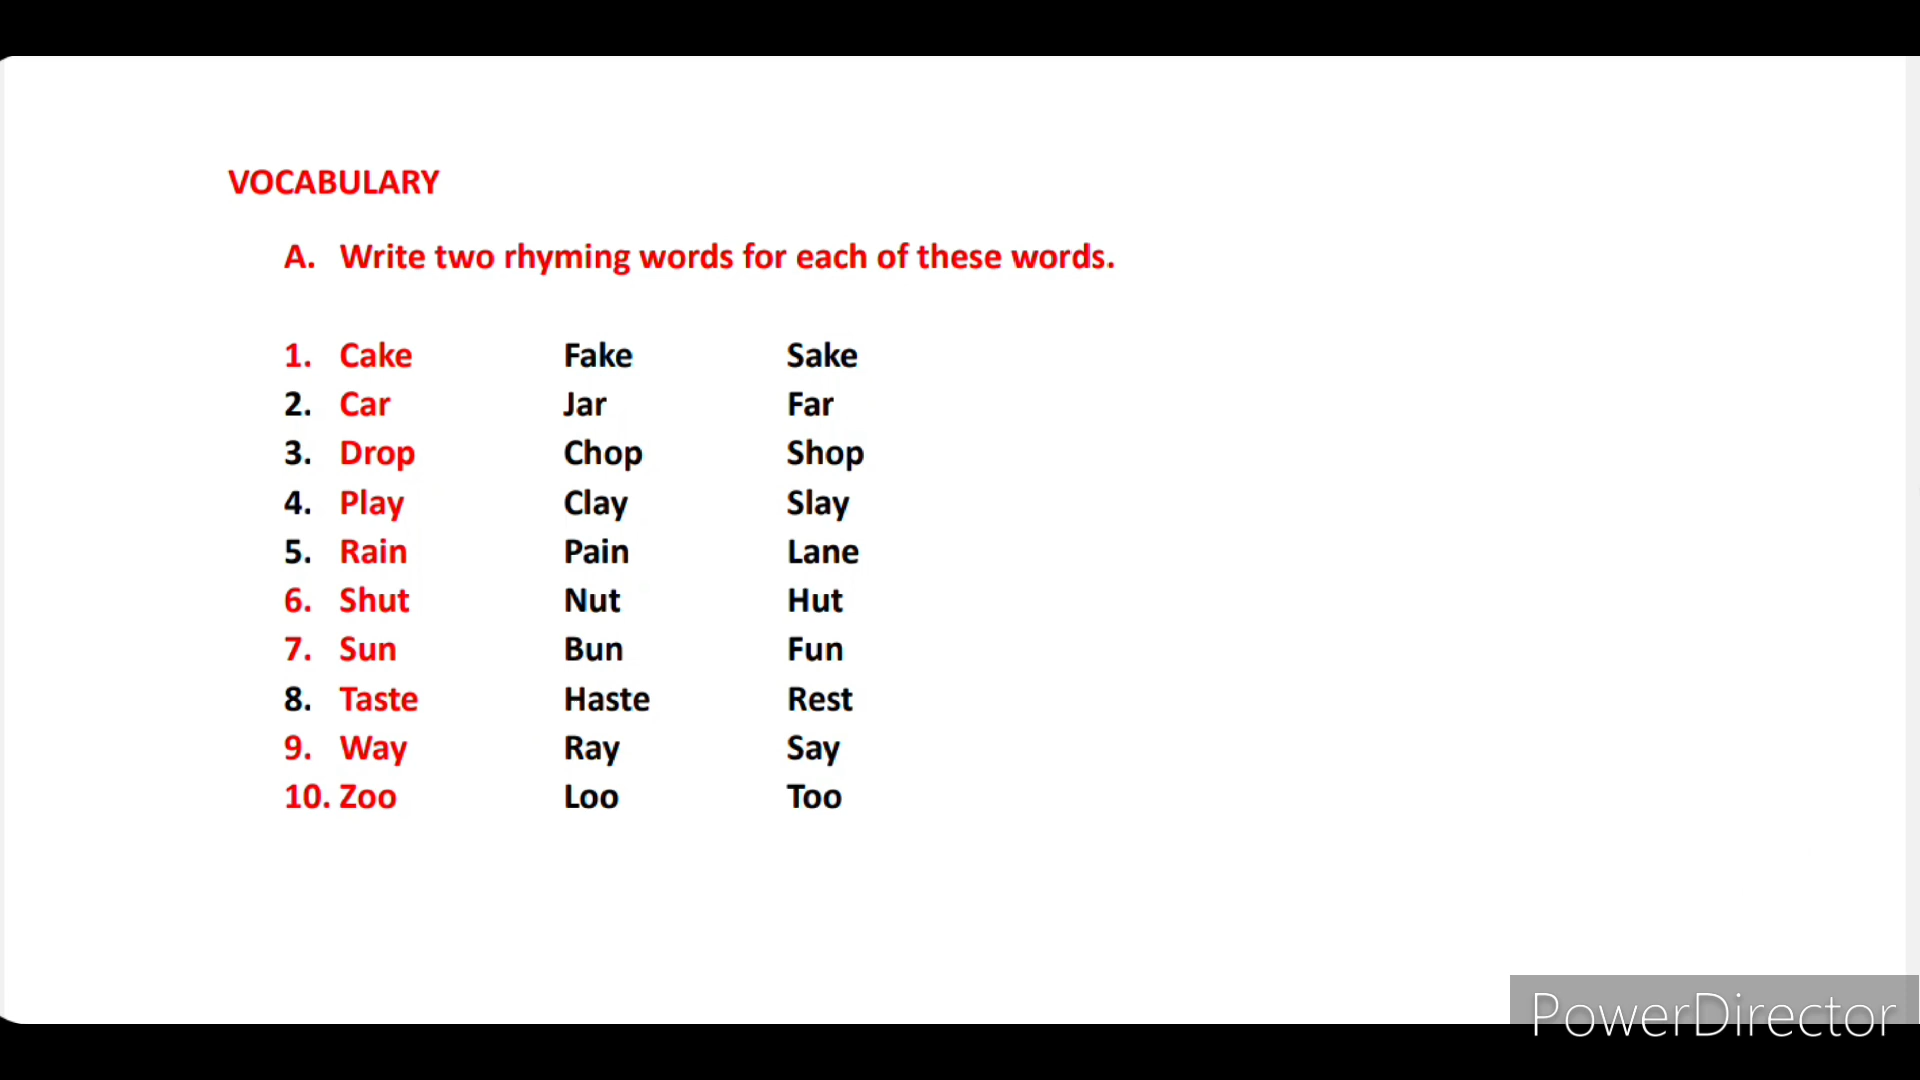 VOCABULARY
A. Write two rhyming words for each of these words.
1. Cake Fake Sake
2. Car Jar Far
3. Drop Chop Shop
4. Play Clay Slay
5. Rain Pain Lane
6. Shut Nut Hut
7. Sun Bun Fun
8. Taste Haste Rest
9. Way Ray Say
10. Zoo Loo Too
PowerDirector